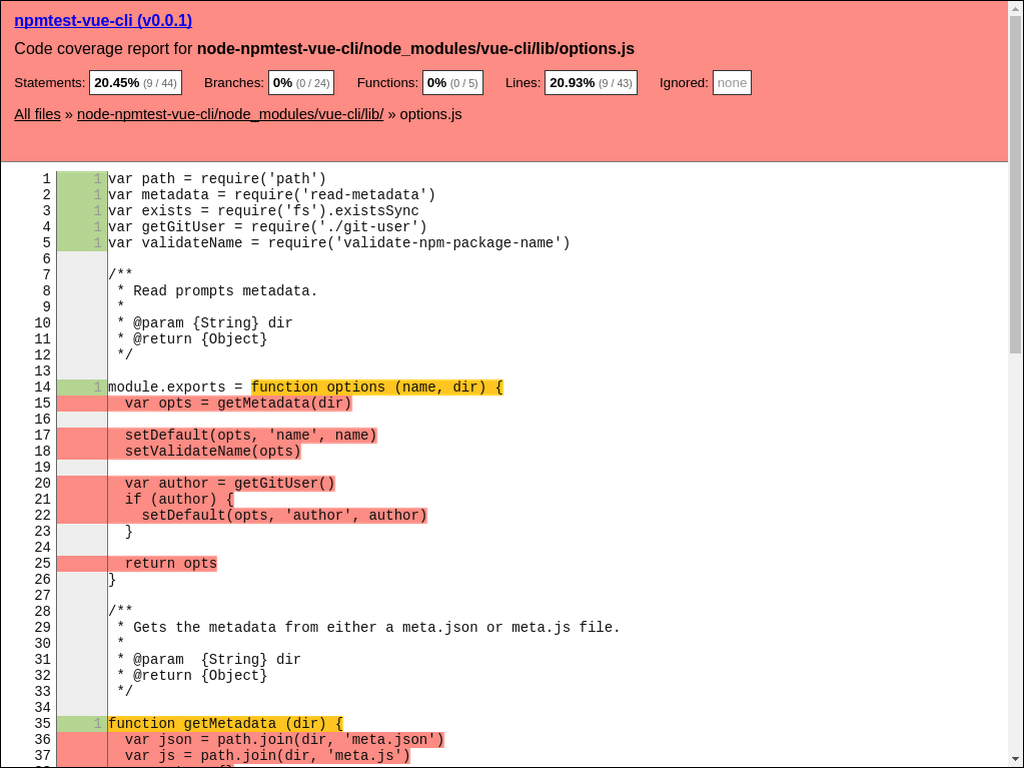 npmtest-vue-cli (v0.0.1)
Code coverage report for node-npmtest-vue-cli/node_modules/vue-cli/lib/options.js
Statements: 20.45% (9 / 44) Branches: 0% (0 / 24) Functions: 0% (0 / 5) Lines: 20.93% (9 / 43) Ignored: none
All files » node-npmtest-vue-cli/node_modules/vue-cli/lib/ » options.js
1 1 var path = require('path')
2 1 var metadata = require('read-metadata')
3 1 var exists = require('fs').existsSync
4 1 var getGitUser = require('./git-user')
5 1 var validateName = require('validate-npm-package-name')
6
7 /**
8 * Read prompts metadata.
9 *
10 * @param {String} dir
11 * @return {Object}
12 */
13
14 1 module.exports = function options (name, dir) {
15 var opts = getMetadata(dir)
16
17 setDefault(opts, 'name', name)
18 setValidateName(opts)
19
20 var author = getGitUser()
21 if (author) {
22 setDefault(opts, 'author', author)
23 }
24
25 return opts
26 }
27
28 /**
29 * Gets the metadata from either a meta.json or meta.js file.
30 *
31 * @param  {String} dir
32 * @return {Object}
33 */
34
35 1 function getMetadata (dir) {
36 var json = path.join(dir, 'meta.json')
37 var js = path.join(dir, 'meta.js')